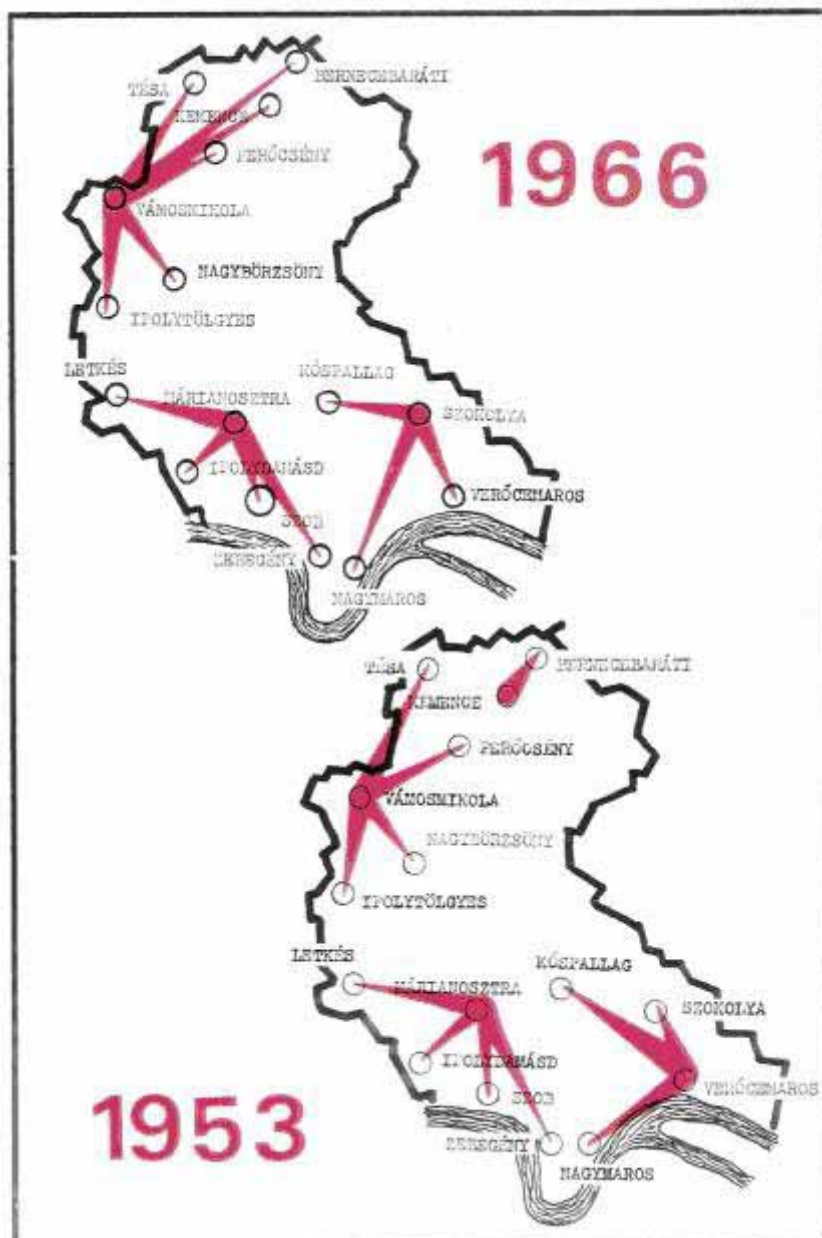 BERNECEBARÁTI
TÉSA
KEMENCE
PERŐCSÉNY
1966
VÁMOSMIKOLA
NAGYBÖRZSÖNY
IPOLYTÖLGYES
LETKÉS
KÓSPALLAG
MÁRIANOSZTRA
SZOKOLYA
IPOLYDAMÁSD
VERŐCEMAROS
SZOB
ZEBEGÉNY
NAGYMAROS
TÉSA
BERNECEBARÁTI
KEMENCE
PERŐCSÉNY
VÁMOSMIKOLA
NAGYBÖRZSÖNY
IPOLYTÖLGYES
LETKÉS
KÓSPALLAG
MÁRIANOSZTRA
SZOKOLYA
IPOLYDAMÁSD
VERŐCEMAROS
SZOB
1953
ZEBEGÉNY
NAGYMAROS